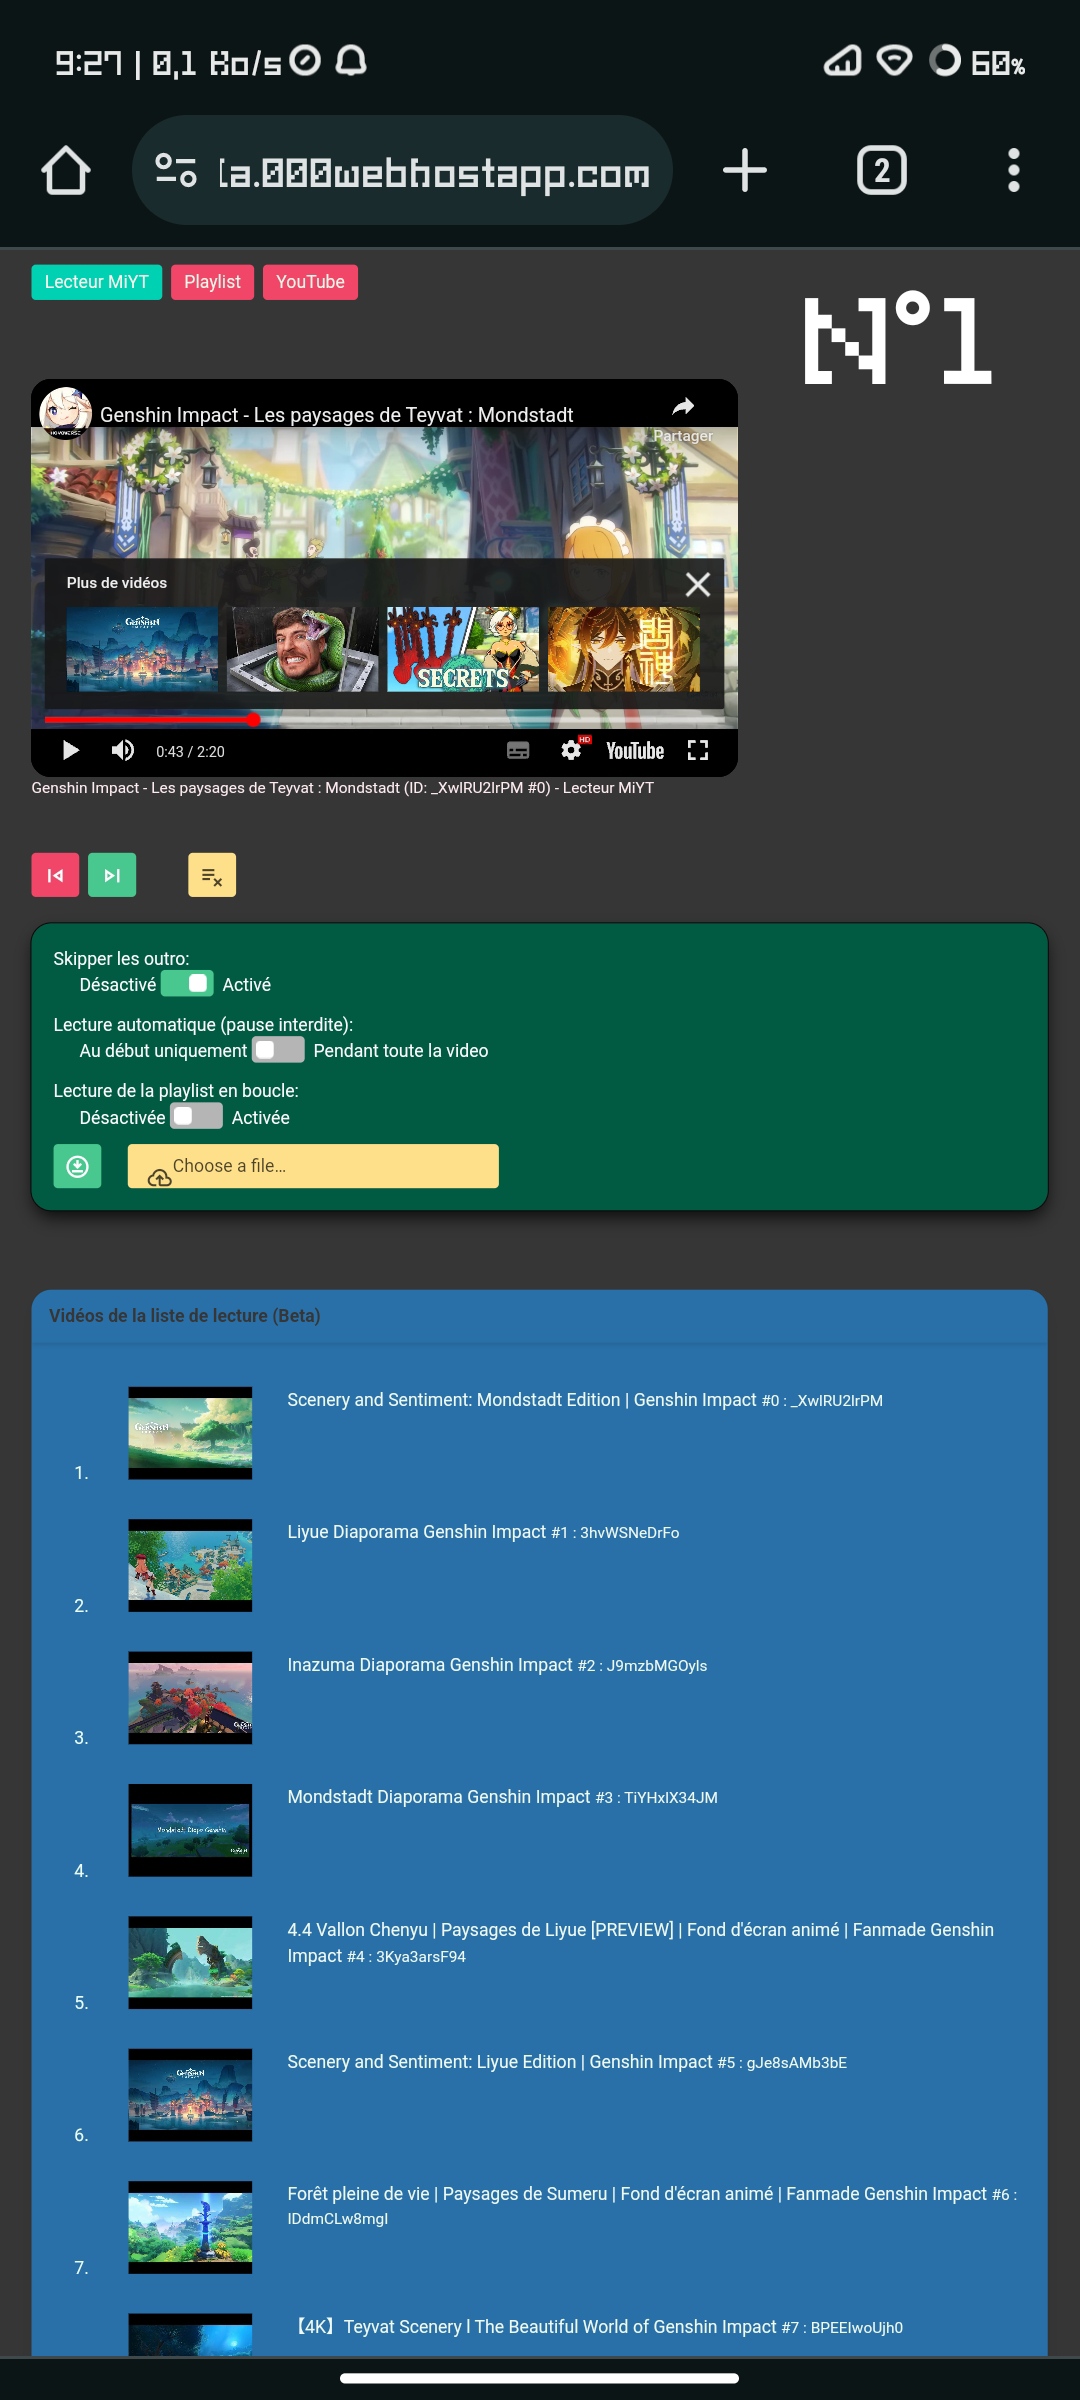 9:27 | 0,1 Ko/s
60%
la.000webhostapp.com
2
Lecteur MiYT
Playlist
YouTube
N°1
Genshin Impact - Les paysages de Teyvat : Mondstadt
Partager
Plus de vidéos
GENSHIN
SECRETS
0:43 / 2:20
HD
YouTube
Genshin Impact - Les paysages de Teyvat : Mondstadt (ID: _XwlRU2lrPM #0) - Lecteur MiYT
Skipper les outro:
Désactivé Activé
Lecture automatique (pause interdite):
Au début uniquement Pendant toute la video
Lecture de la playlist en boucle:
Désactivée Activée
Choose a file…
Vidéos de la liste de lecture (Beta)
1.
Scenery and Sentiment: Mondstadt Edition | Genshin Impact #0 : _XwlRU2lrPM
2.
Liyue Diaporama Genshin Impact #1 : 3hvWSNeDrFo
3.
Inazuma Diaporama Genshin Impact #2 : J9mzbMGOyls
4.
Mondstadt Diaporama Genshin Impact #3 : TiYHxIX34JM
5.
4.4 Vallon Chenyu | Paysages de Liyue [PREVIEW] | Fond d'écran animé | Fanmade Genshin
Impact #4 : 3Kya3arsF94
6.
Scenery and Sentiment: Liyue Edition | Genshin Impact #5 : gJe8sAMb3bE
7.
Forêt pleine de vie | Paysages de Sumeru | Fond d'écran animé | Fanmade Genshin Impact #6 :
IDdmCLw8mgI
【4K】Teyvat Scenery l The Beautiful World of Genshin Impact #7 : BPEEIwoUjh0